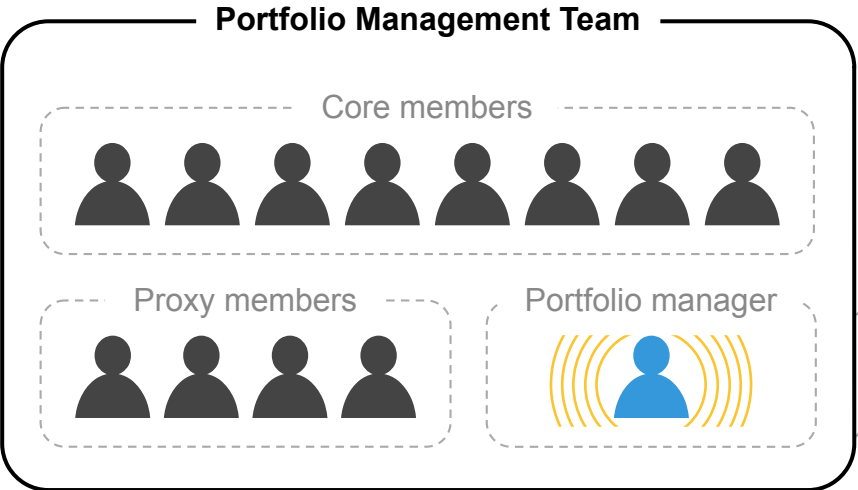 Portfolio Management Team
Core members
Proxy members
Portfolio manager